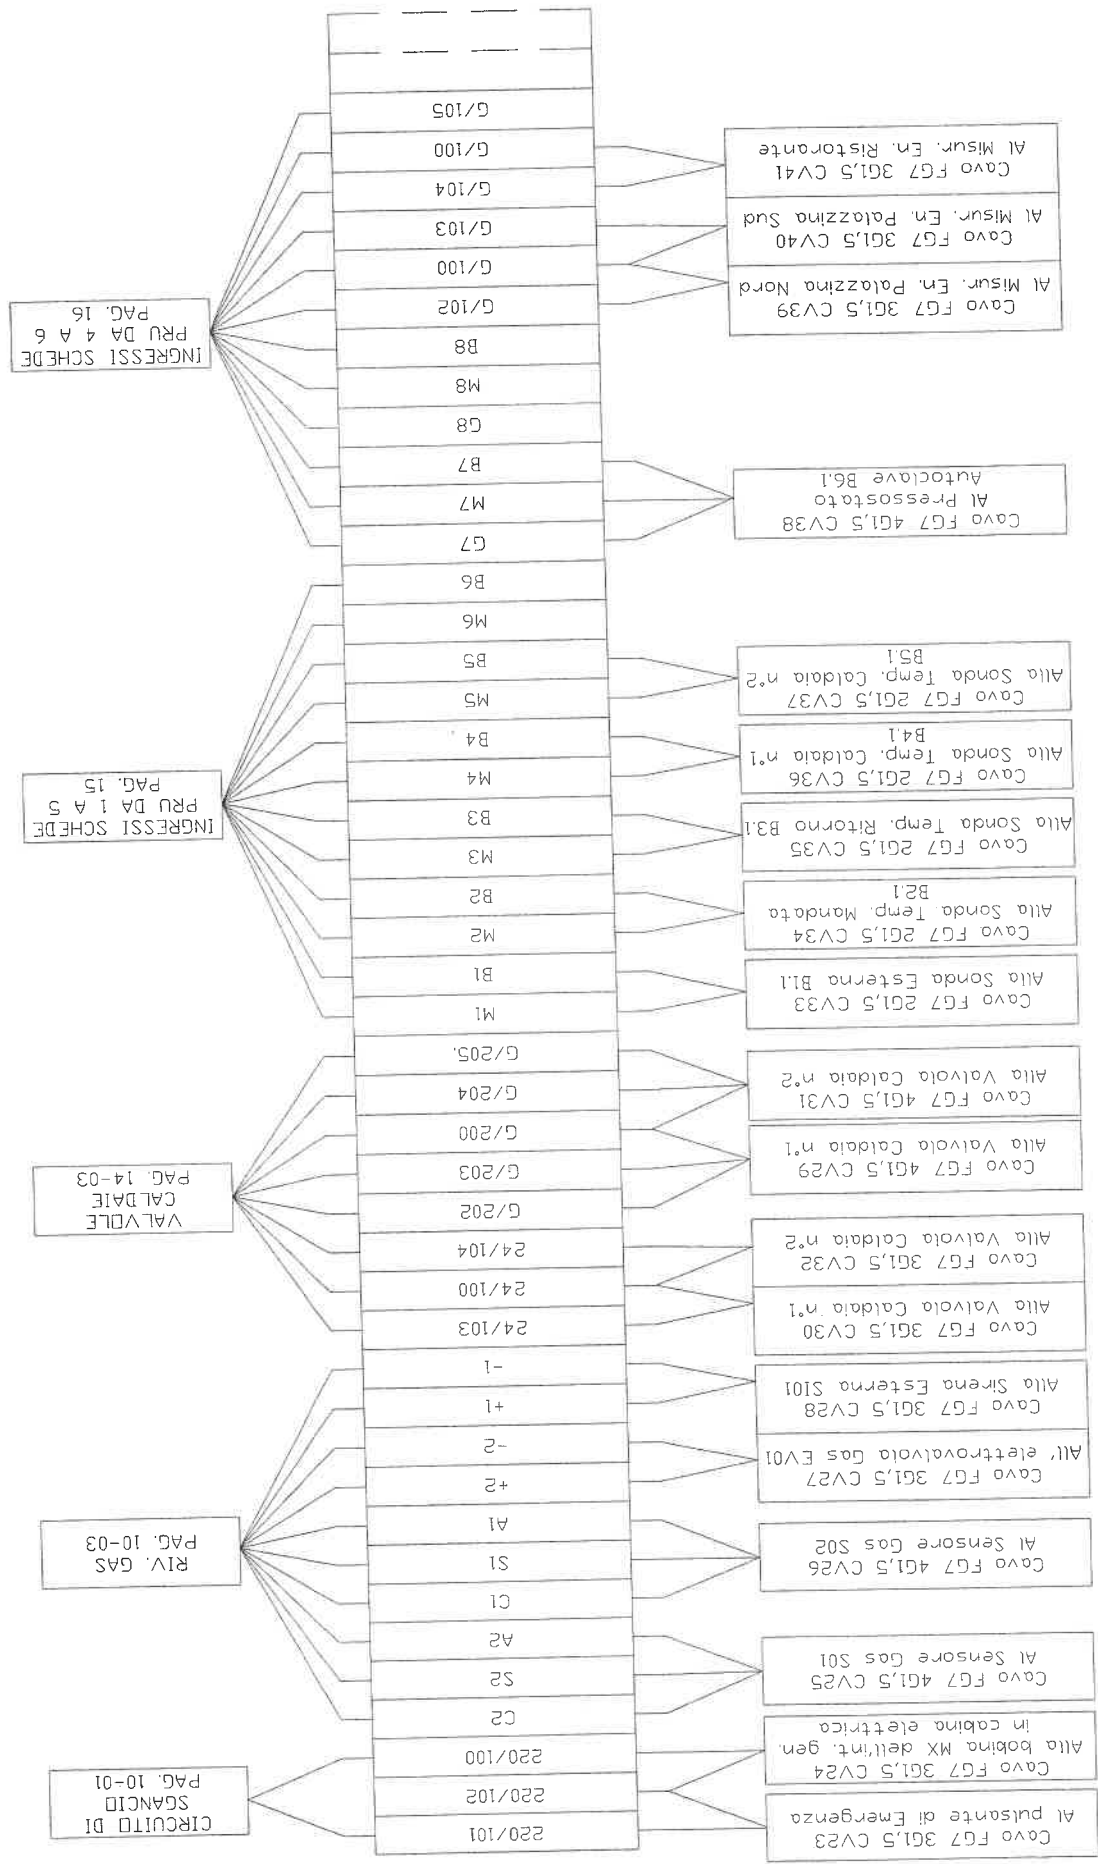 Cavo FG7 3G1,5 CV23
Al pulsante di Emergenza
Cavo FG7 3G1,5 CV24
Alla bobina MX dell'int. gen.
in cabina elettrica
Cavo FG7 4G1,5 CV25
Al Sensore Gas S01
Cavo FG7 4G1,5 CV26
Al Sensore Gas S02
Cavo FG7 3G1,5 CV27
All' elettrovalvola Gas EV01
Cavo FG7 3G1,5 CV28
Alla Sirena Esterna SI01
Cavo FG7 3G1,5 CV30
Alla Valvola Caldaia n°1
Cavo FG7 3G1,5 CV32
Alla Valvola Caldaia n°2
Cavo FG7 4G1,5 CV29
Alla Valvola Caldaia n°1
Cavo FG7 4G1,5 CV31
Alla Valvola Caldaia n°2
Cavo FG7 2G1,5 CV33
Alla Sonda Esterna B1.1
Cavo FG7 2G1,5 CV34
Alla Sonda Temp. Mandata
B2.1
Cavo FG7 2G1,5 CV35
Alla Sonda Temp. Ritorno B3.1
Cavo FG7 2G1,5 CV36
Alla Sonda Temp. Caldaia n°1
B4.1
Cavo FG7 2G1,5 CV37
Alla Sonda Temp. Caldaia n°2
B5.1
Cavo FG7 4G1,5 CV38
Al Pressostato
Autoclave B6.1
Cavo FG7 3G1,5 CV39
Al Misur. En. Palazzina Nord
Cavo FG7 3G1,5 CV40
Al Misur. En. Palazzina Sud
Cavo FG7 3G1,5 CV41
Al Misur. En. Ristorante
220/101
220/102
220/100
C2
S2
A2
C1
S1
A1
+2
-2
+1
-1
24/103
24/100
24/104
G/202
G/203
G/200
G/204
G/205.
M1
B1
M2
B2
M3
B3
M4
B4
M5
B5
M6
B6
G7
M7
B7
G8
M8
B8
G/102
G/100
G/103
G/104
G/100
G/105
CIRCUITO DI
SGANCIO
PAG. 10-01
RIV. GAS
PAG. 10-03
VALVOLE
CALDAIE
PAG. 14-03
INGRESSI SCHEDE
PRU DA 1 A 5
PAG. 15
INGRESSI SCHEDE
PRU DA 4 A 6
PAG. 16